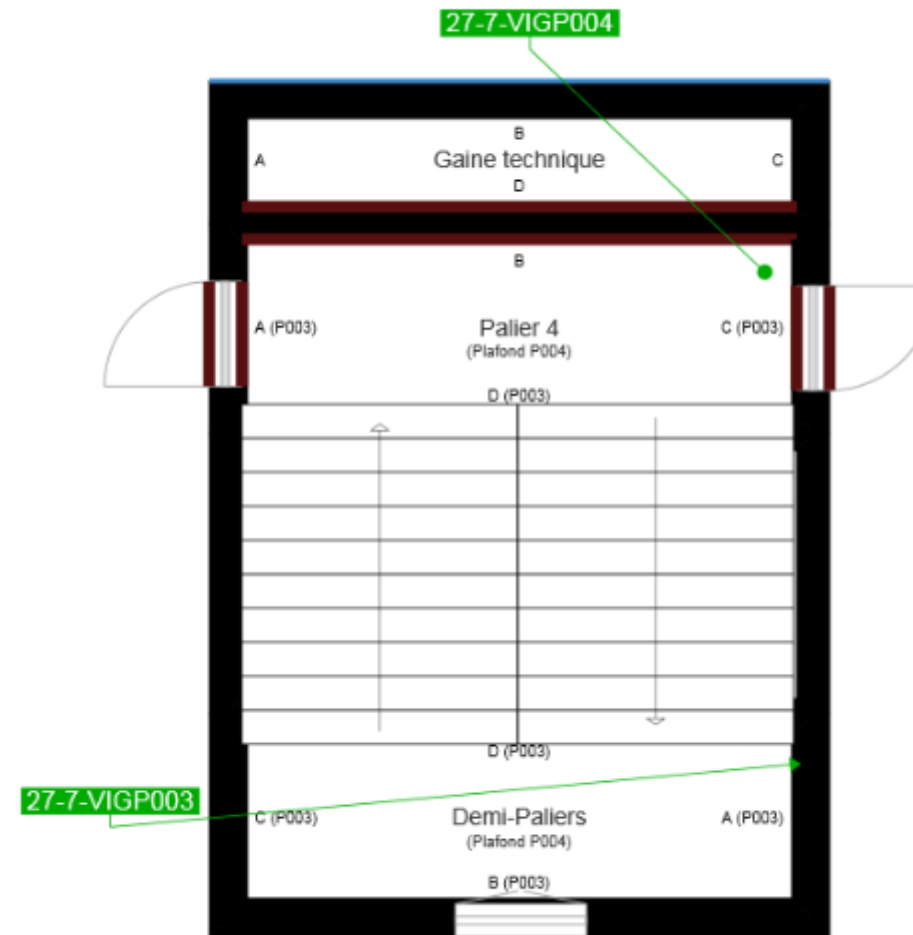 27-7-VIGP004
B
A
Gaine technique
C
D
B
A (P003)
Palier 4
C (P003)
(Plafond P004)
D (P003)
D (P003)
27-7-VIGP003
C (P003)
Demi-Paliers
A (P003)
(Plafond P004)
B (P003)